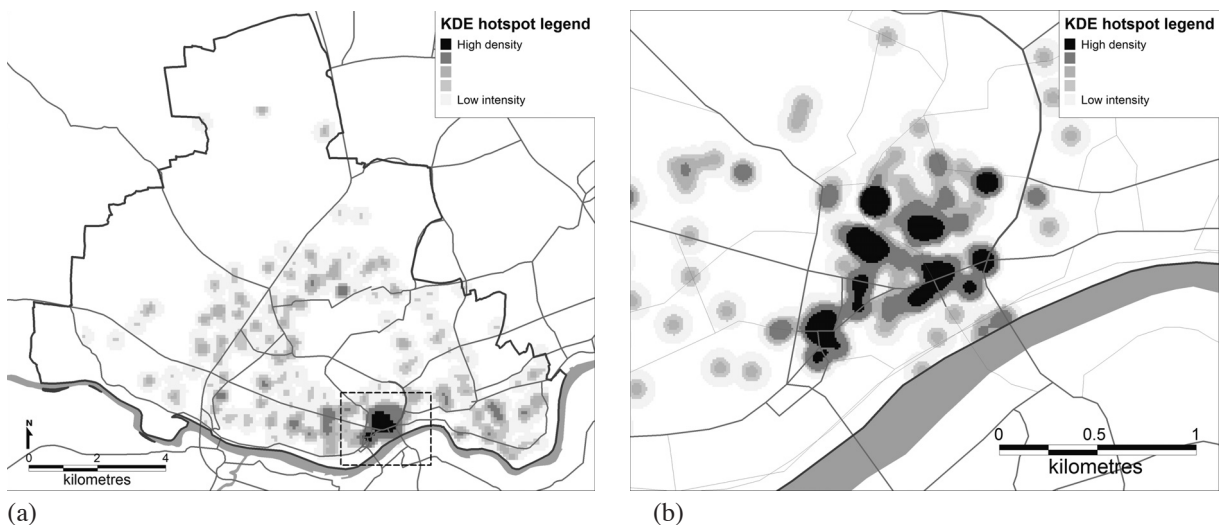 KDE hotspot legend
High density
Low intensity
N
0 2 4
kilometres
(a)
KDE hotspot legend
High density
Low intensity
0 0.5 1
kilometres
(b)